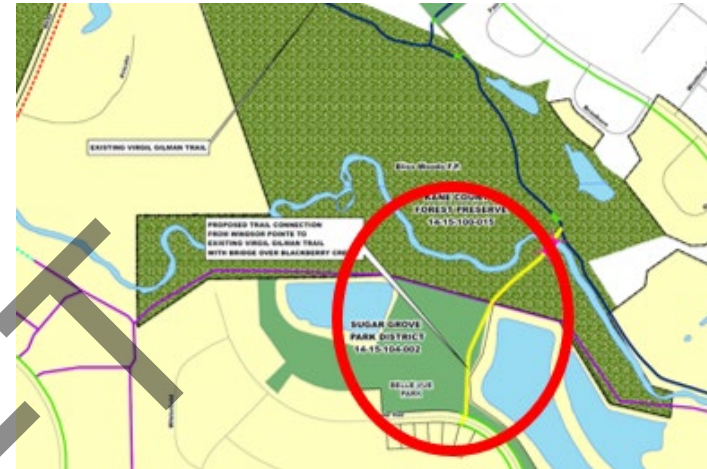 EXISTING VIRGIL GILMAN TRAIL
Bliss Woods F.P.
KANE COUNTY
FOREST PRESERVE
14-15-100-015
PROPOSED TRAIL CONNECTION
FROM WINDSOR POINTE TO
EXISTING VIRGIL GILMAN TRAIL
WITH BRIDGE OVER BLACKBERRY CRE
SUGAR GROVE
PARK DISTRICT
14-15-104-002
BELLE VUE
PARK